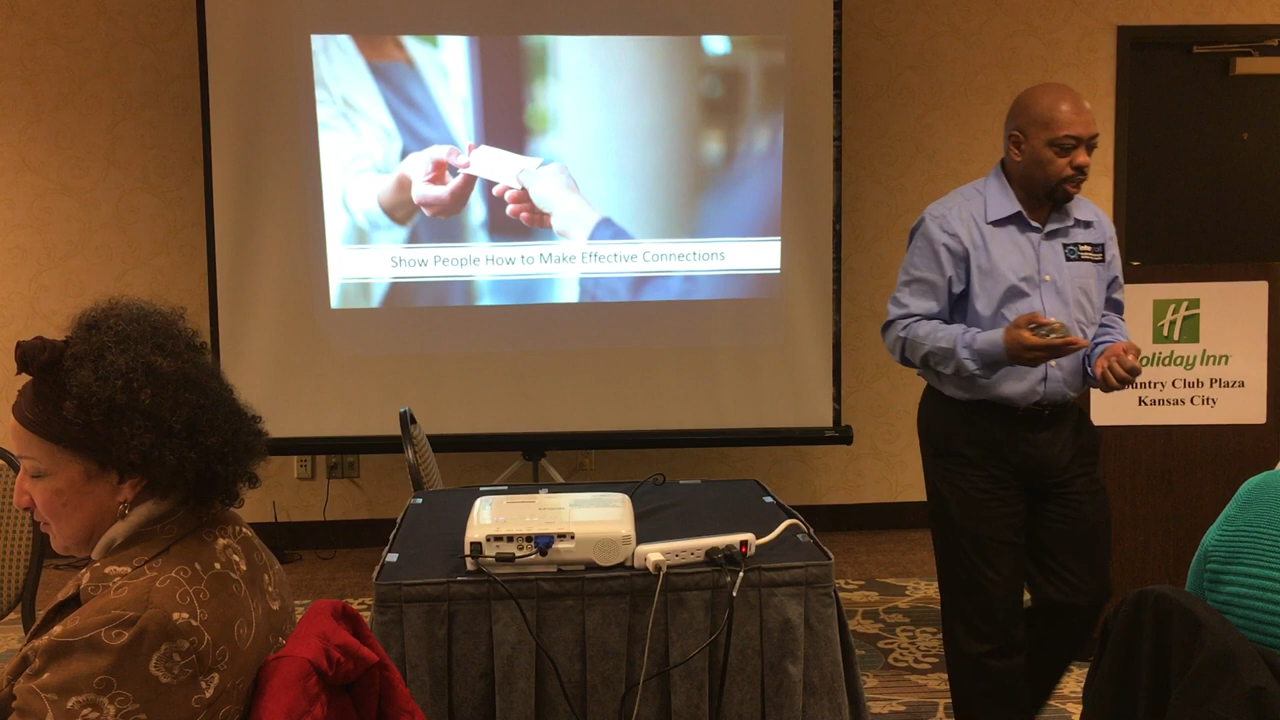 Show People How to Make Effective Connections
H
Holiday Inn
Country Club Plaza
Kansas City